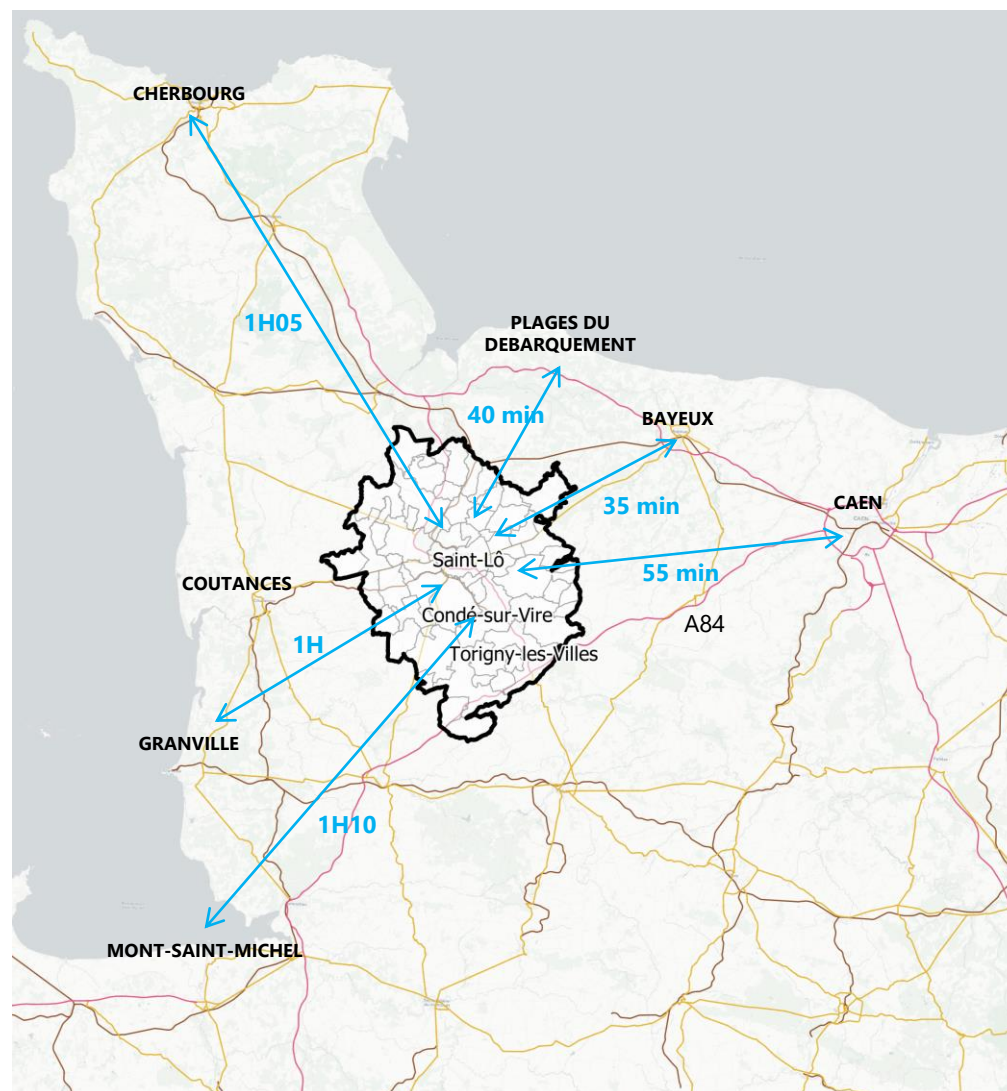 CHERBOURG
1H05
PLAGES DU
DEBARQUEMENT
40 min
BAYEUX
35 min
CAEN
55 min
Saint-Lô
COUTANCES
Condé-sur-Vire
A84
1H
Torigny-les-Villes
GRANVILLE
1H10
MONT-SAINT-MICHEL